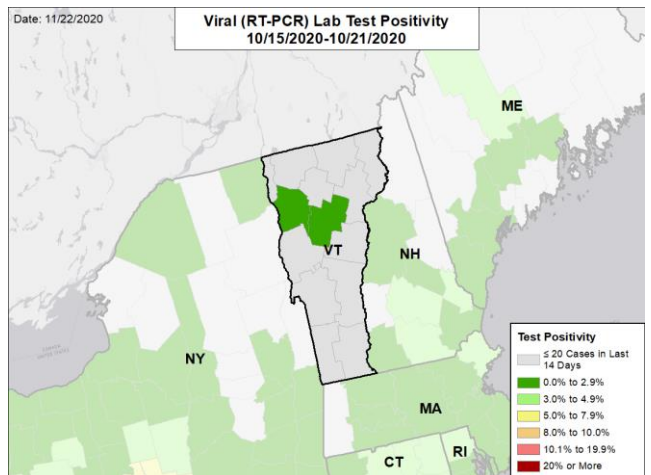 Date: 11/22/2020
Viral (RT-PCR) Lab Test Positivity
10/15/2020-10/21/2020
ME
VT
NH
NY
MA
CT
RI
Test Positivity
≤ 20 Cases in Last
14 Days
0.0% to 2.9%
3.0% to 4.9%
5.0% to 7.9%
8.0% to 10.0%
10.1% to 19.9%
20% or More